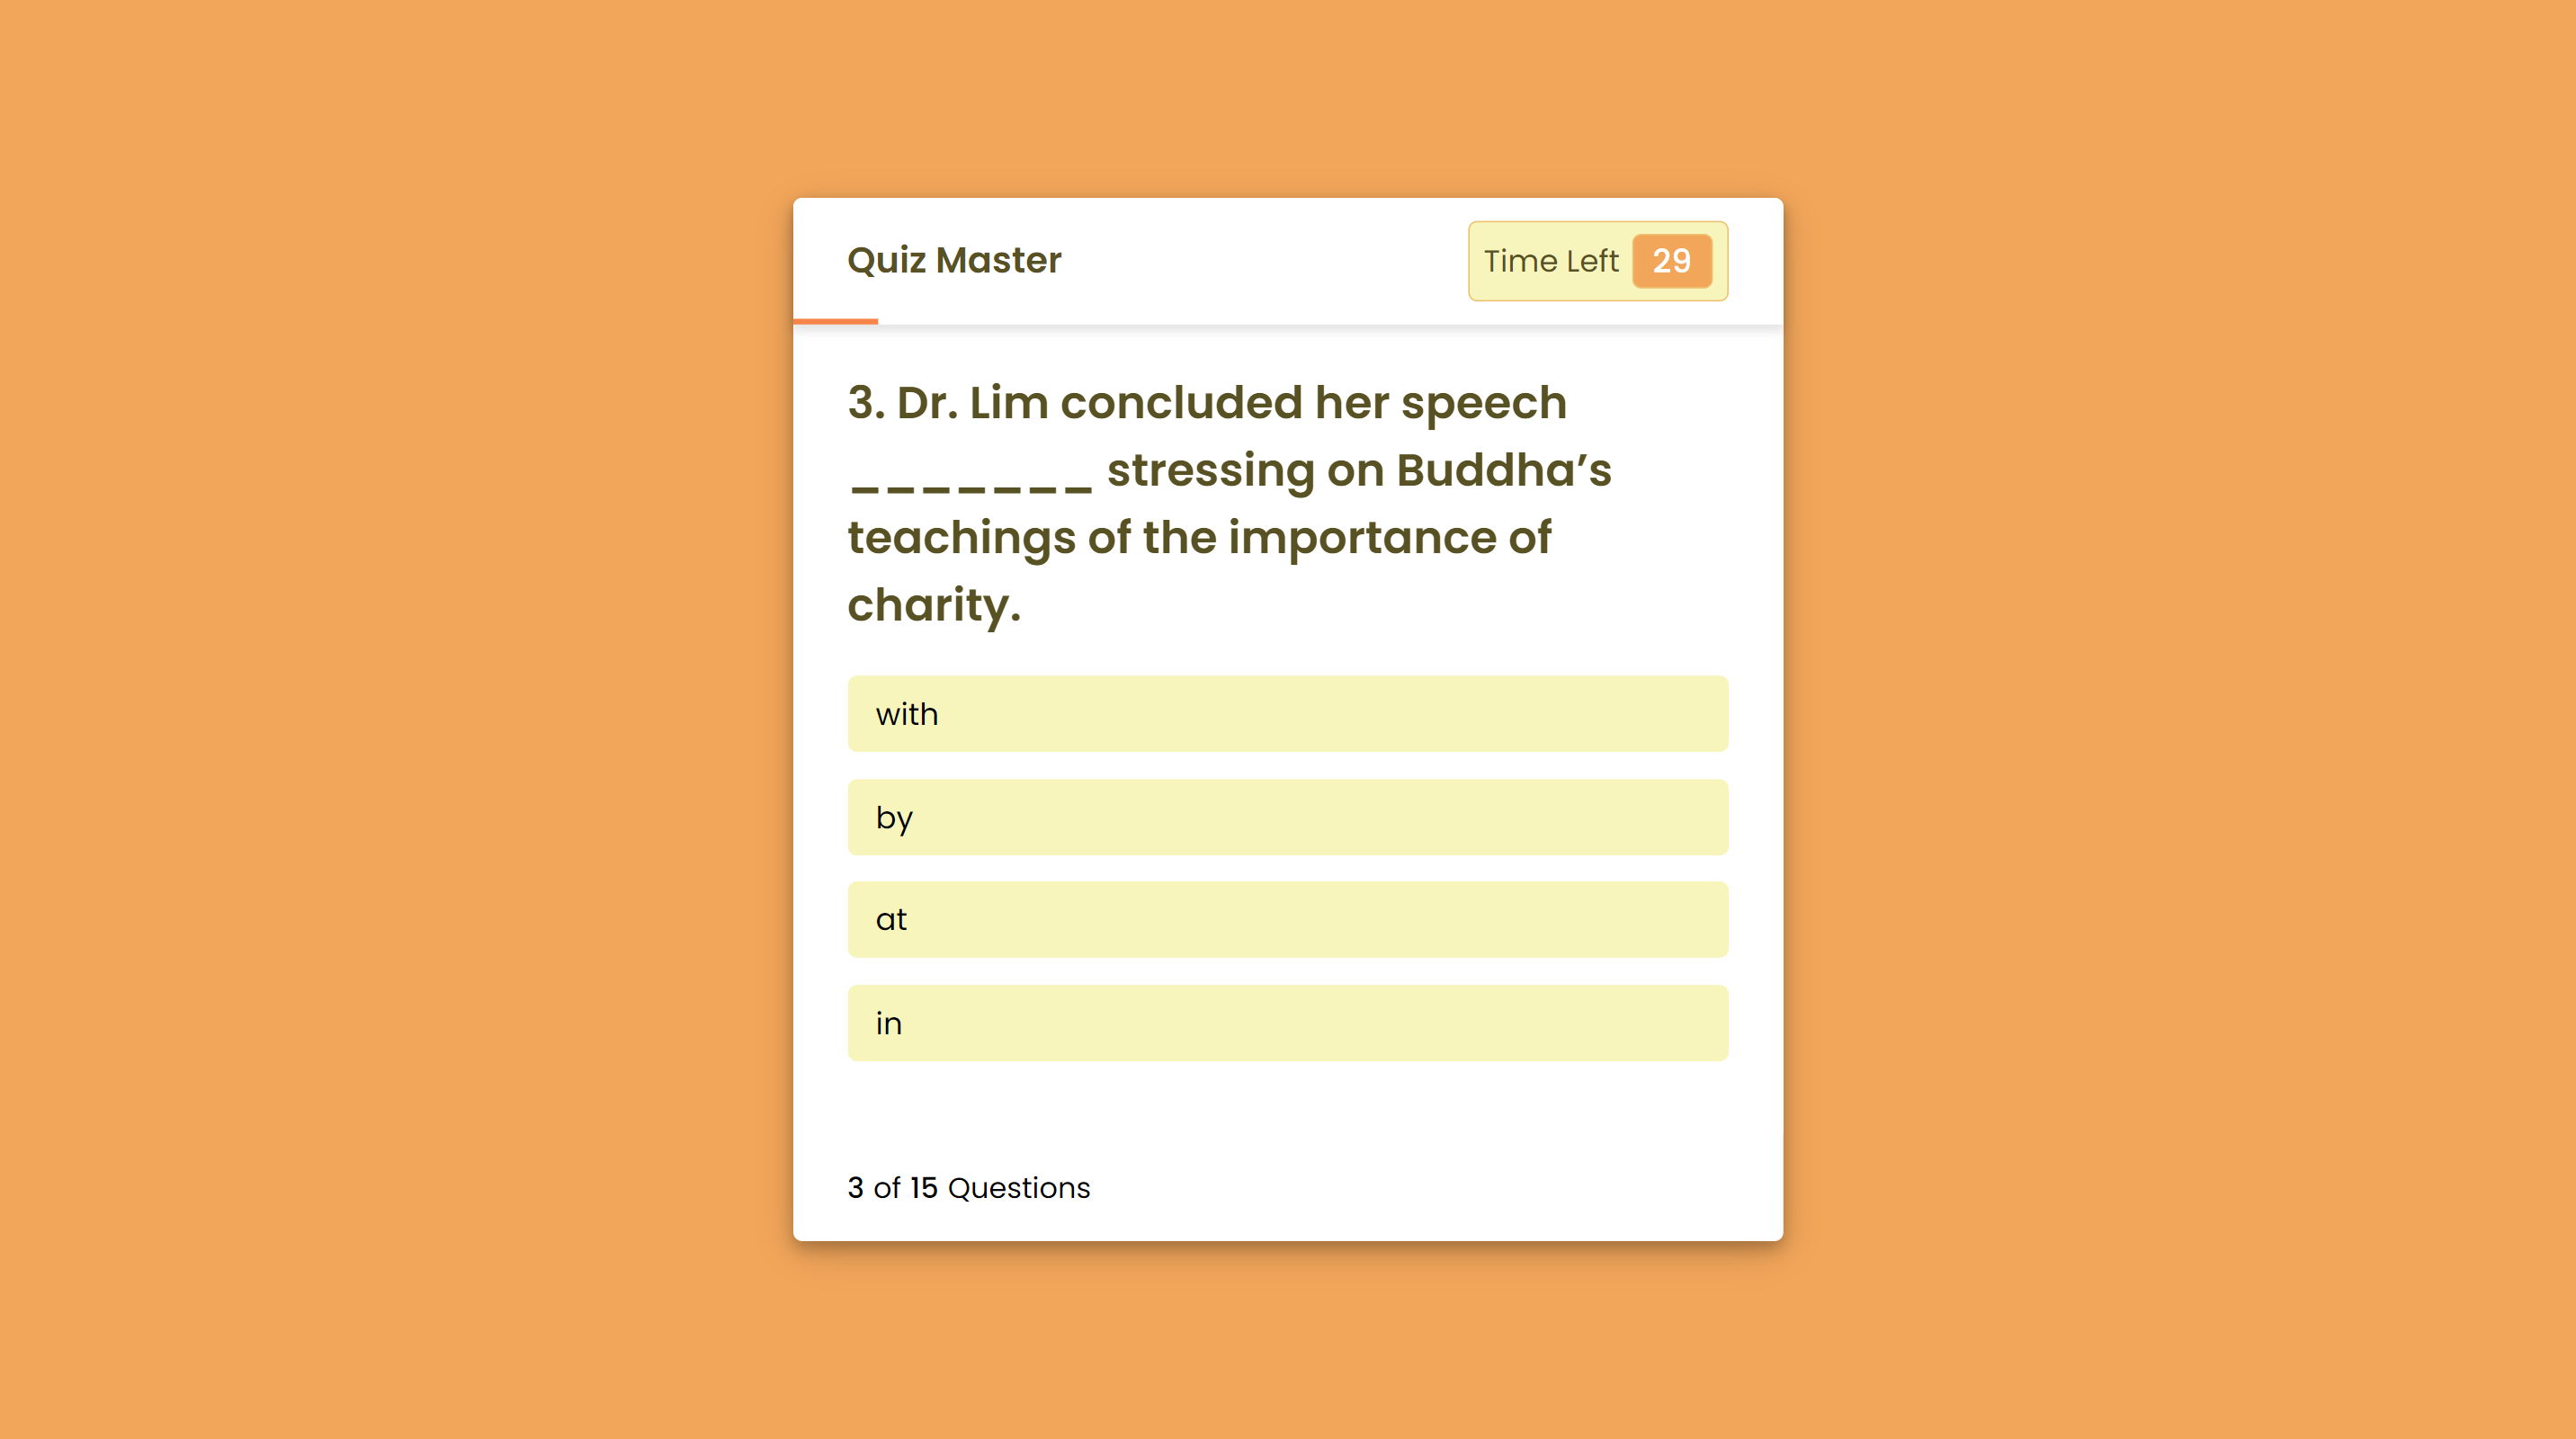 Quiz Master
Time Left 29
3. Dr. Lim concluded her speech
_______ stressing on Buddha’s
teachings of the importance of
charity.
with
by
at
in
3 of 15 Questions